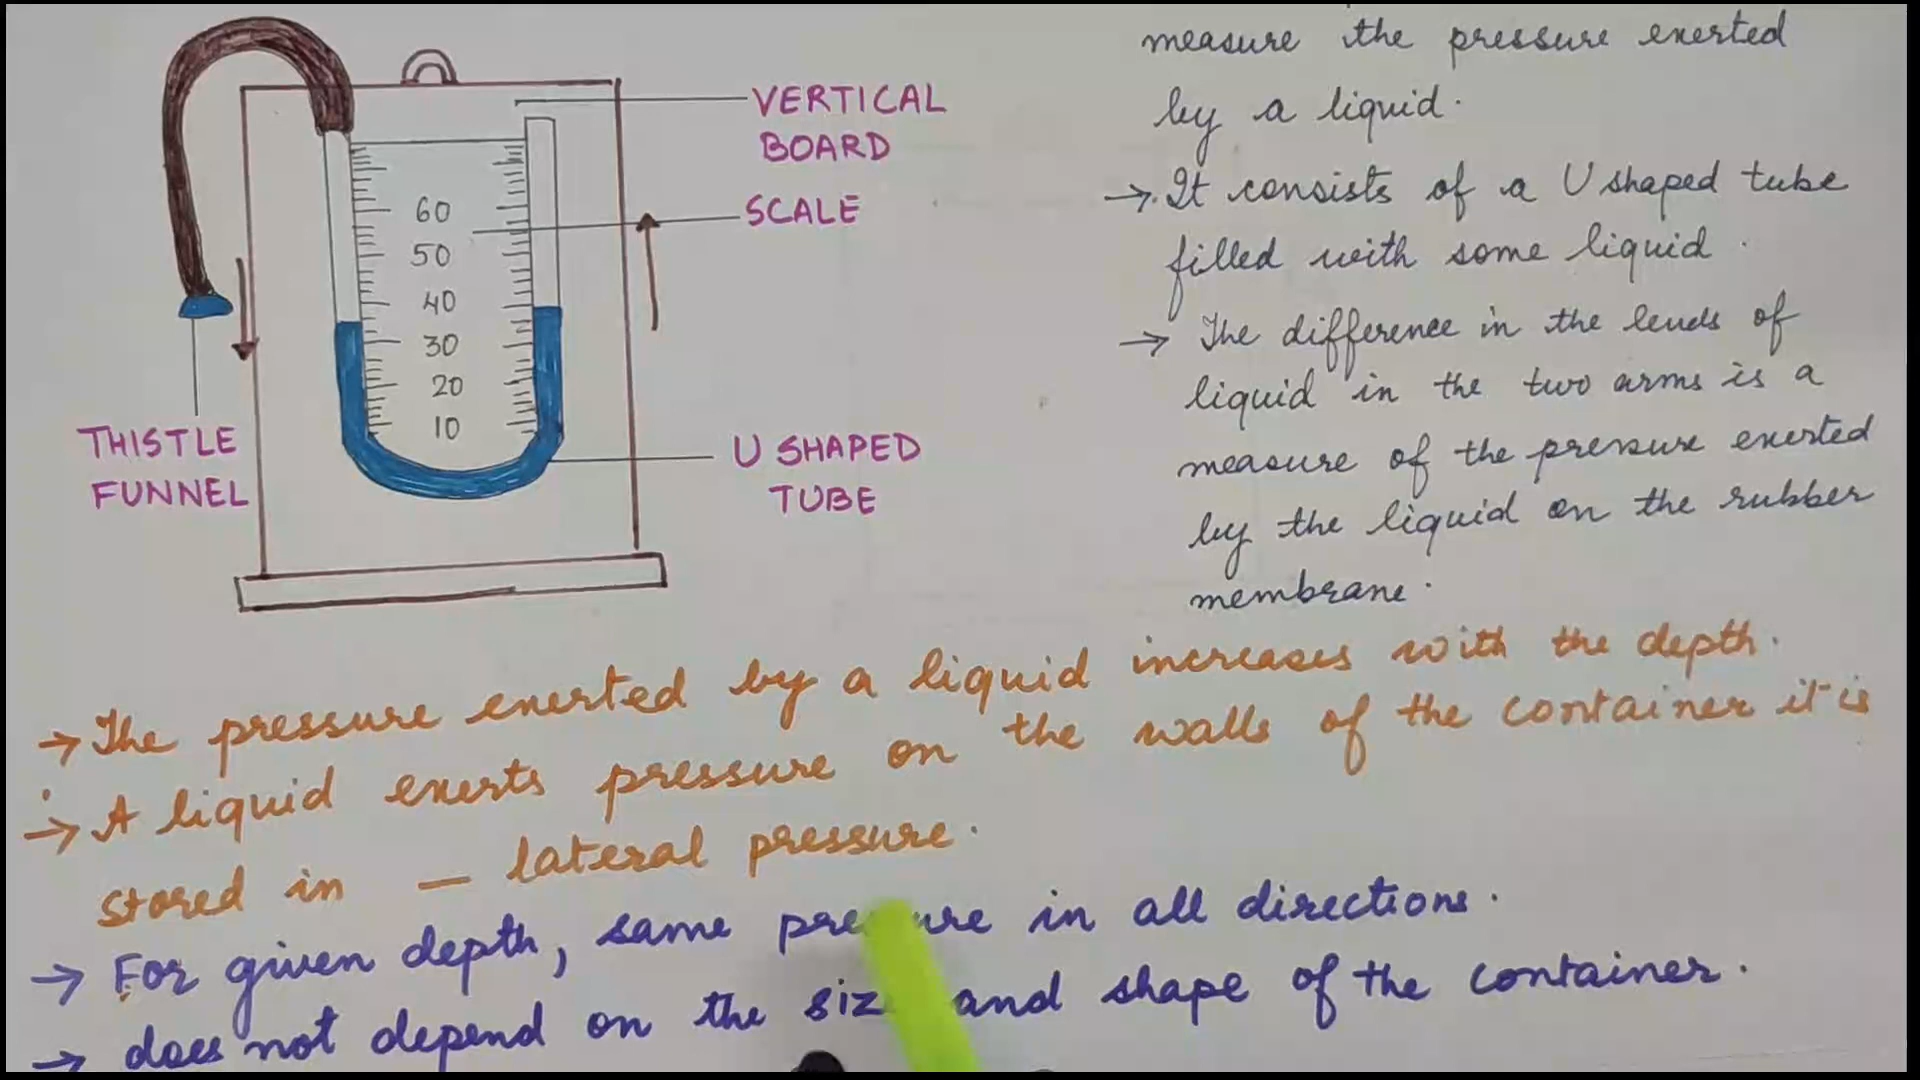 VERTICAL
BOARD
SCALE
60
50
40
30
20
10
THISTLE
FUNNEL
U SHAPED
TUBE
measure the pressure exerted
by a liquid.
→ It consists of a U shaped tube
filled with some liquid.
→ The difference in the levels of
liquid in the two arms is a
measure of the pressure exerted
by the liquid on the rubber
membrane.
→ The pressure exerted by a liquid increases with the depth.
→ A liquid exerts pressure on the walls of the container it is
stored in — lateral pressure.
→ For given depth, same pressure in all directions.
→ does not depend on the size and shape of the container.